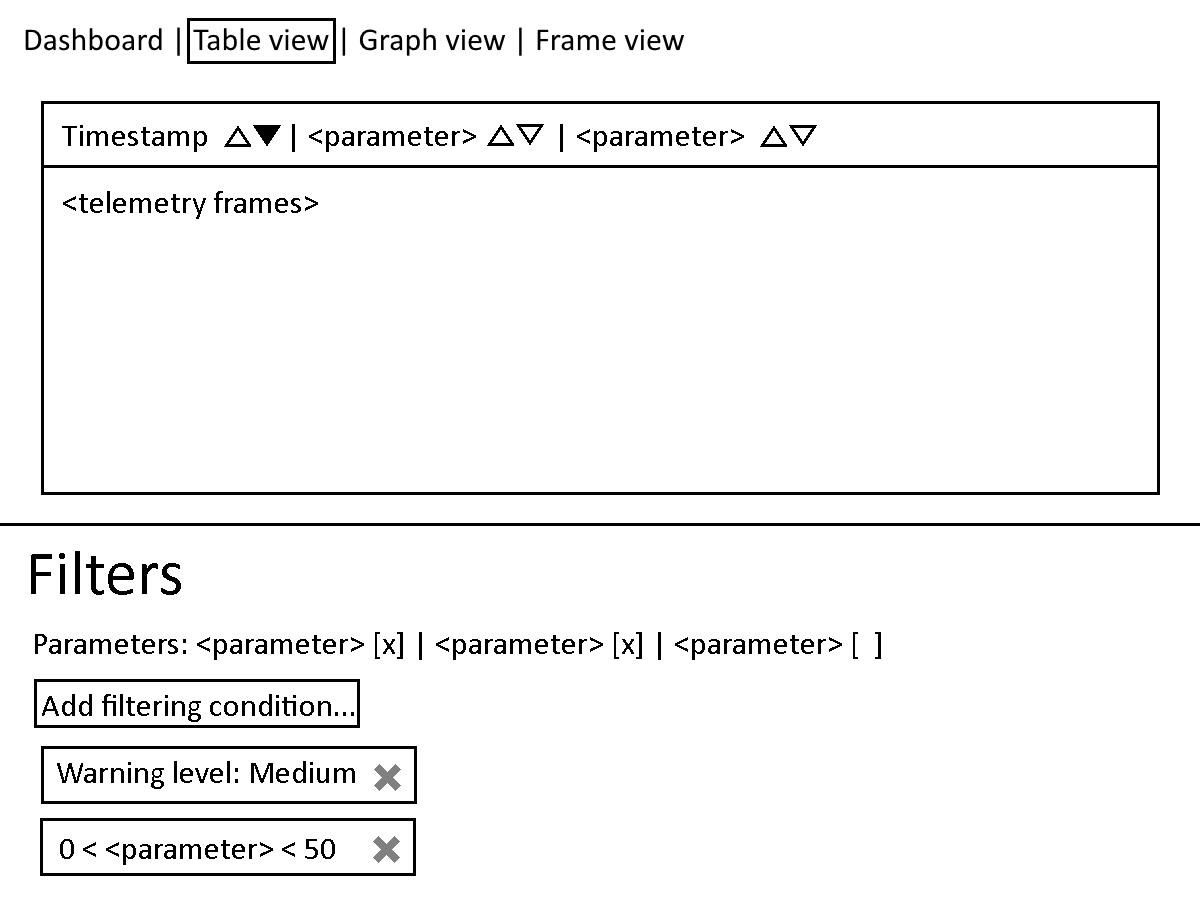 Dashboard | Table view | Graph view | Frame view
Timestamp △▼ | <parameter> △▽ | <parameter> △▽
<telemetry frames>
Filters
Parameters: <parameter> [x] | <parameter> [x] | <parameter> [ ]
Add filtering condition...
Warning level: Medium ✖
0 < <parameter> < 50 ✖